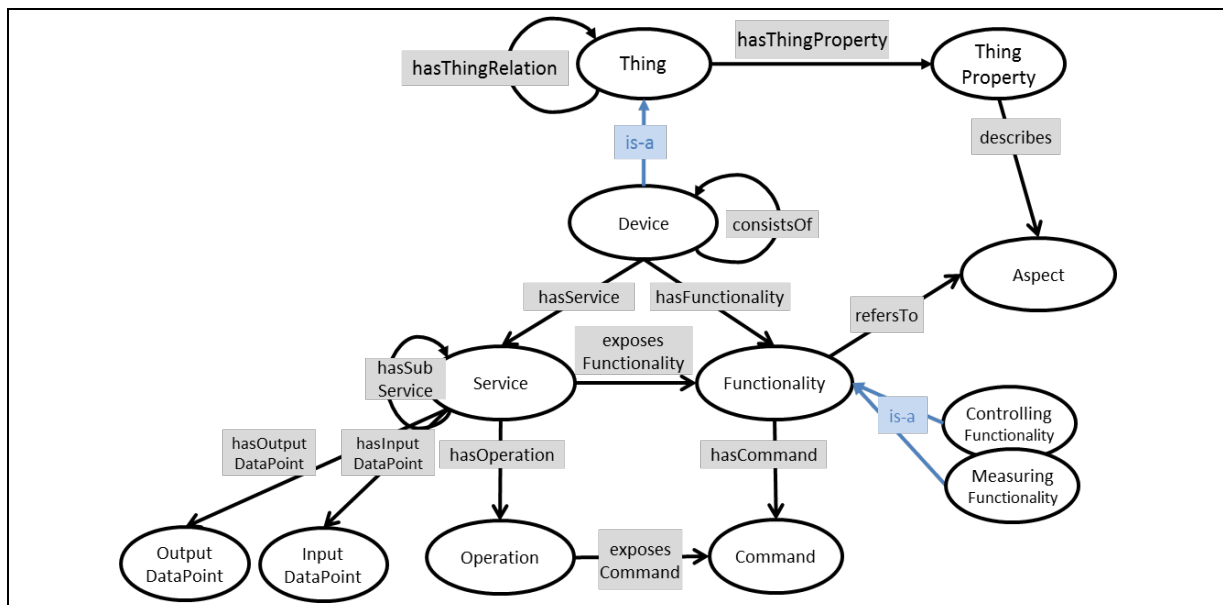 hasThingProperty
hasThingRelation
Thing
Thing
Property
is-a
describes
Device
consistsOf
Aspect
hasService
hasFunctionality
refersTo
exposes
Functionality
hasSub
Service
Service
Functionality
is-a
Controlling
Functionality
hasOutput
DataPoint
hasInput
DataPoint
hasOperation
hasCommand
Measuring
Functionality
Output
DataPoint
Input
DataPoint
Operation
exposes
Command
Command